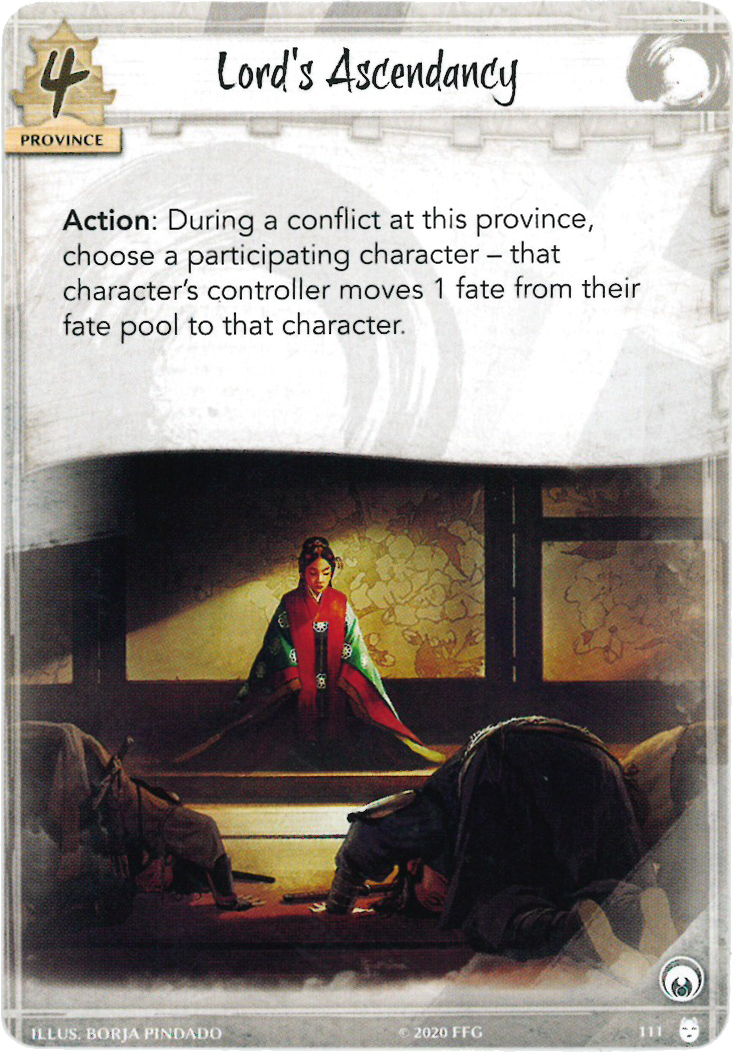 4
Lord's Ascendancy
PROVINCE
Action: During a conflict at this province,
choose a participating character – that
character's controller moves 1 fate from their
fate pool to that character.
ILLUS. BORJA PINDADO
© 2020 FFG
111